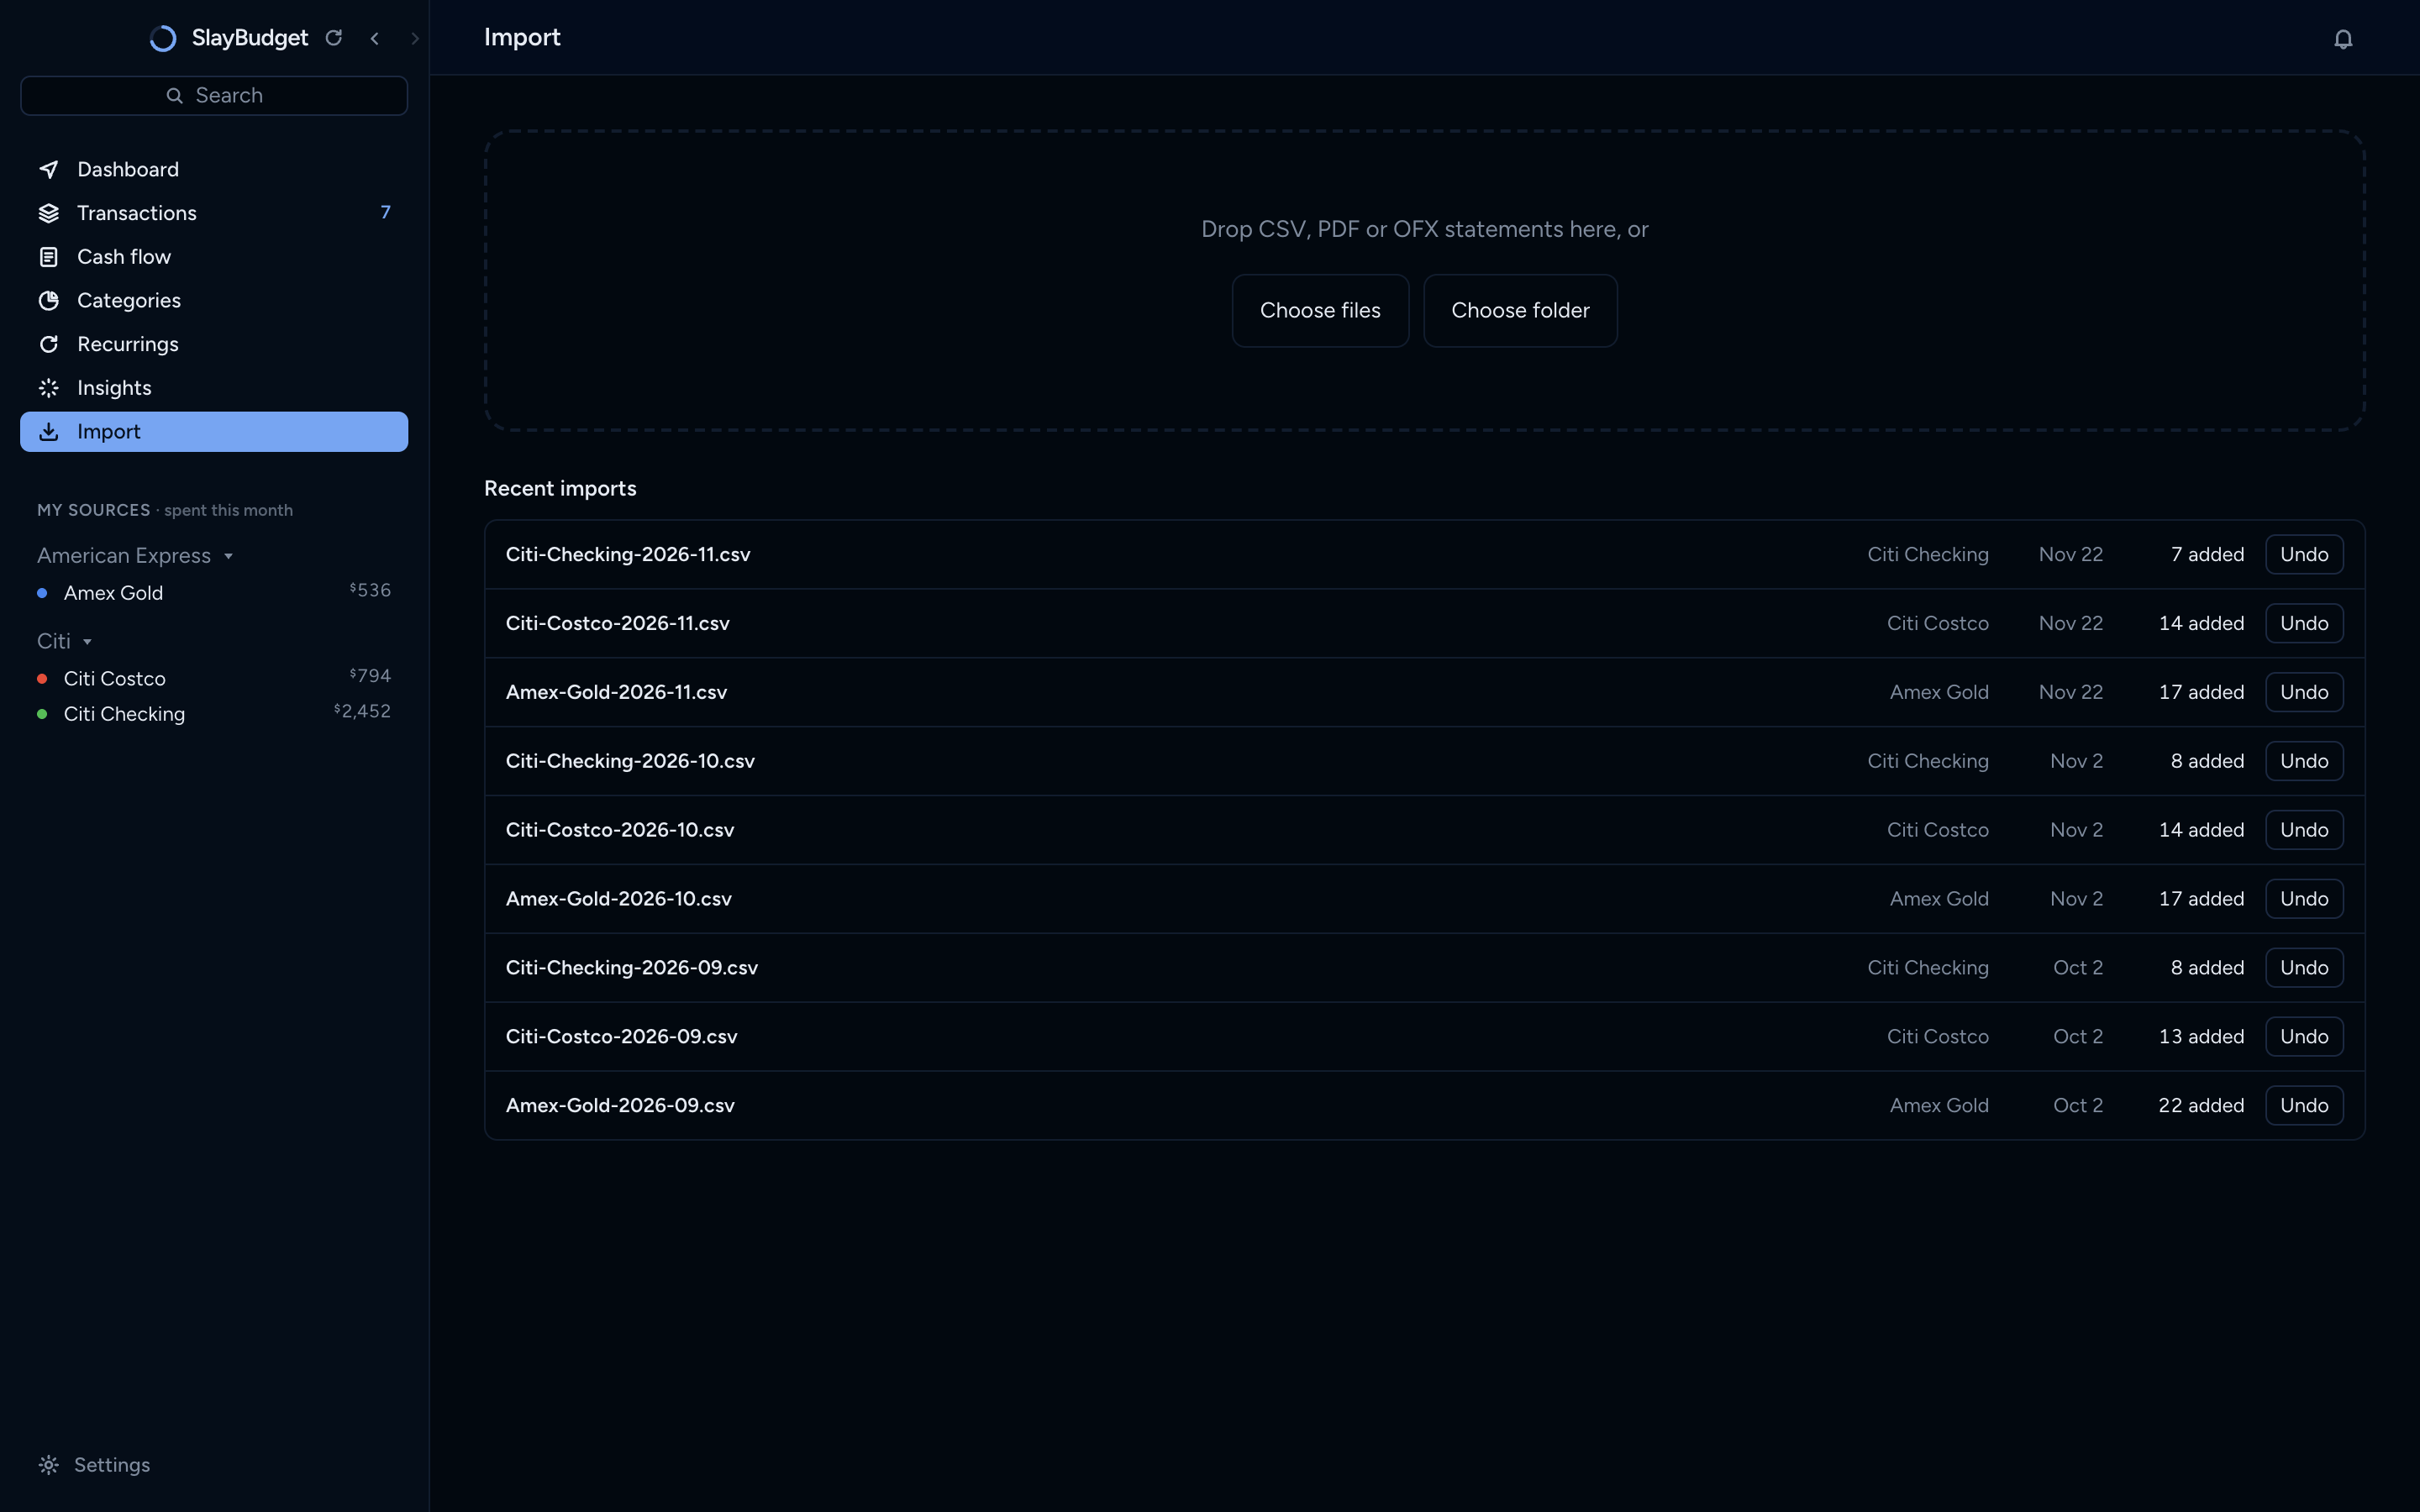 SlayBudget
Search
Dashboard
Transactions 7
Cash flow
Categories
Recurrings
Insights
Import
MY SOURCES · spent this month
American Express
Amex Gold $536
Citi
Citi Costco $794
Citi Checking $2,452
Settings
Import
Drop CSV, PDF or OFX statements here, or
Choose files Choose folder
Recent imports
Citi-Checking-2026-11.csv Citi Checking Nov 22 7 added Undo
Citi-Costco-2026-11.csv Citi Costco Nov 22 14 added Undo
Amex-Gold-2026-11.csv Amex Gold Nov 22 17 added Undo
Citi-Checking-2026-10.csv Citi Checking Nov 2 8 added Undo
Citi-Costco-2026-10.csv Citi Costco Nov 2 14 added Undo
Amex-Gold-2026-10.csv Amex Gold Nov 2 17 added Undo
Citi-Checking-2026-09.csv Citi Checking Oct 2 8 added Undo
Citi-Costco-2026-09.csv Citi Costco Oct 2 13 added Undo
Amex-Gold-2026-09.csv Amex Gold Oct 2 22 added Undo